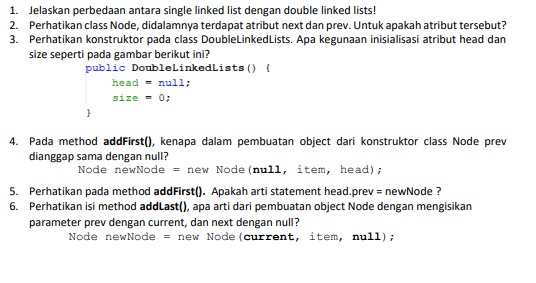 1. Jelaskan perbedaan antara single linked list dengan double linked lists!
2. Perhatikan class Node, didalamnya terdapat atribut next dan prev. Untuk apakah atribut tersebut?
3. Perhatikan konstruktor pada class DoubleLinkedLists. Apa kegunaan inisialisasi atribut head dan
size seperti pada gambar berikut ini?
public DoubleLinkedLists() {
head = null;
size = 0;
}
4. Pada method addFirst(), kenapa dalam pembuatan object dari konstruktor class Node prev
dianggap sama dengan null?
Node newNode = new Node(null, item, head);
5. Perhatikan pada method addFirst(). Apakah arti statement head.prev = newNode ?
6. Perhatikan isi method addLast(), apa arti dari pembuatan object Node dengan mengisikan
parameter prev dengan current, dan next dengan null?
Node newNode = new Node(current, item, null);